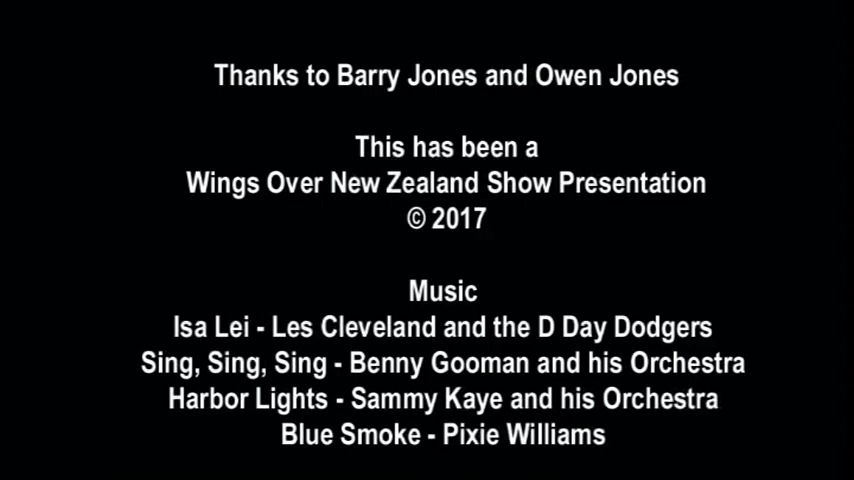 Thanks to Barry Jones and Owen Jones
This has been a
Wings Over New Zealand Show Presentation
© 2017
Music
Isa Lei - Les Cleveland and the D Day Dodgers
Sing, Sing, Sing - Benny Gooman and his Orchestra
Harbor Lights - Sammy Kaye and his Orchestra
Blue Smoke - Pixie Williams